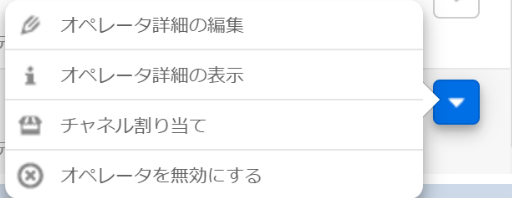 オペレータ詳細の編集
オペレータ詳細の表示
チャネル割り当て
オペレータを無効にする